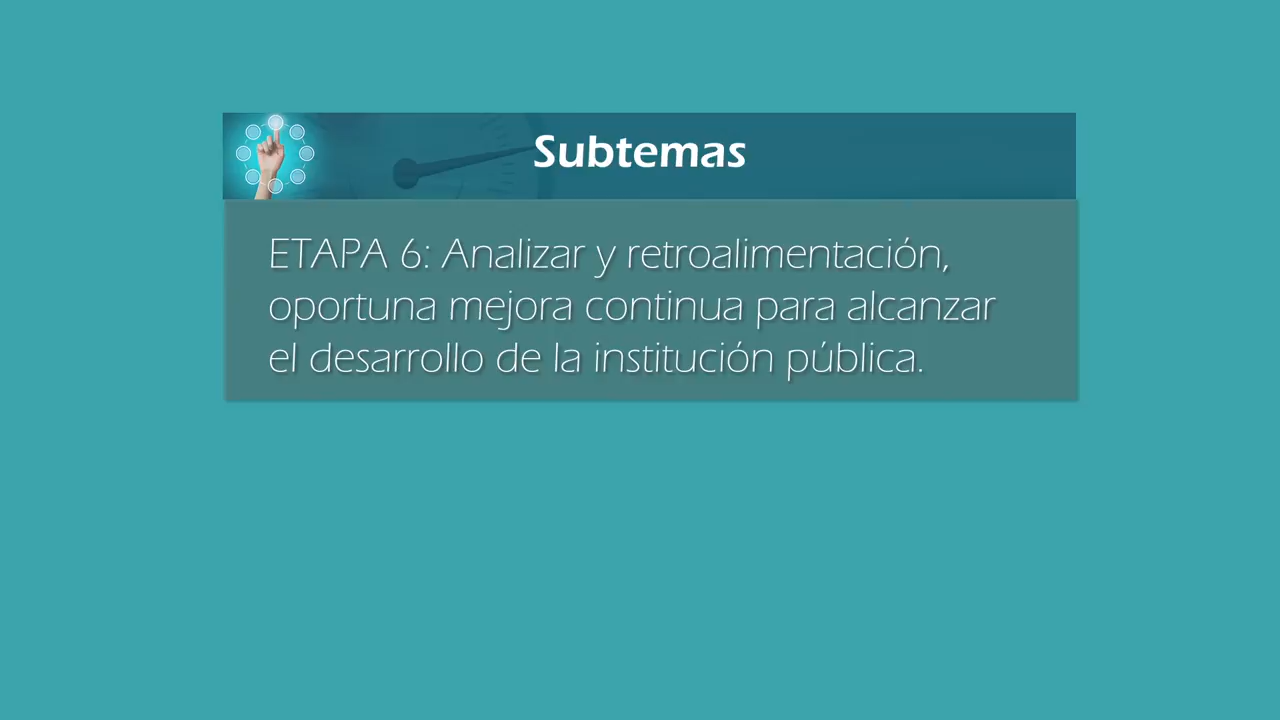 Subtemas
ETAPA 6: Analizar y retroalimentación,
oportuna mejora continua para alcanzar
el desarrollo de la institución pública.